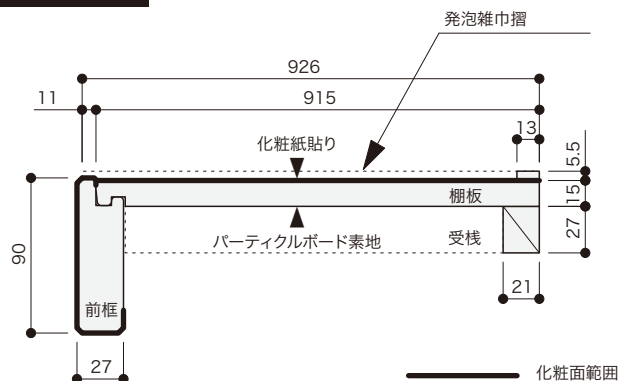 発泡雑巾摺
926
11
915
13
化粧紙貼り
5.5
棚板
15
90
パーティクルボード素地
受桟
27
21
前框
27
化粧面範囲